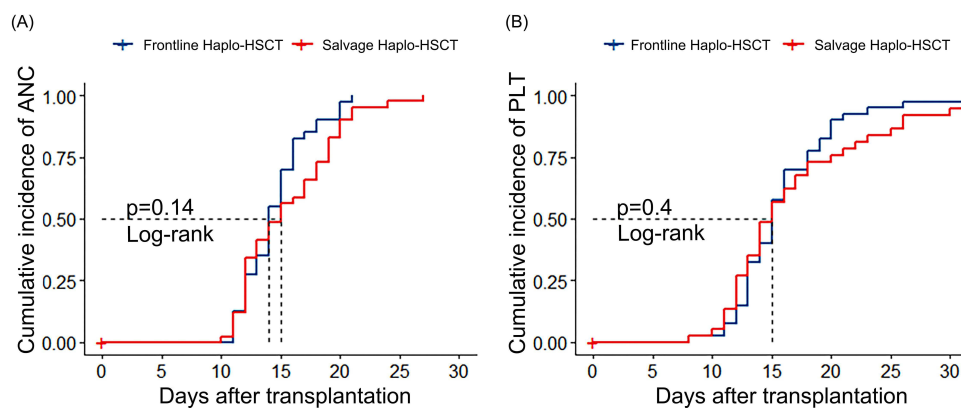 (A)
Frontline Haplo-HSCT Salvage Haplo-HSCT
Cumulative incidence of ANC
1.00
0.75
0.50
0.25
0.00
p=0.14
Log-rank
0 5 10 15 20 25 30
Days after transplantation
(B)
Frontline Haplo-HSCT Salvage Haplo-HSCT
Cumulative incidence of PLT
1.00
0.75
0.50
0.25
0.00
p=0.4
Log-rank
0 5 10 15 20 25 30
Days after transplantation